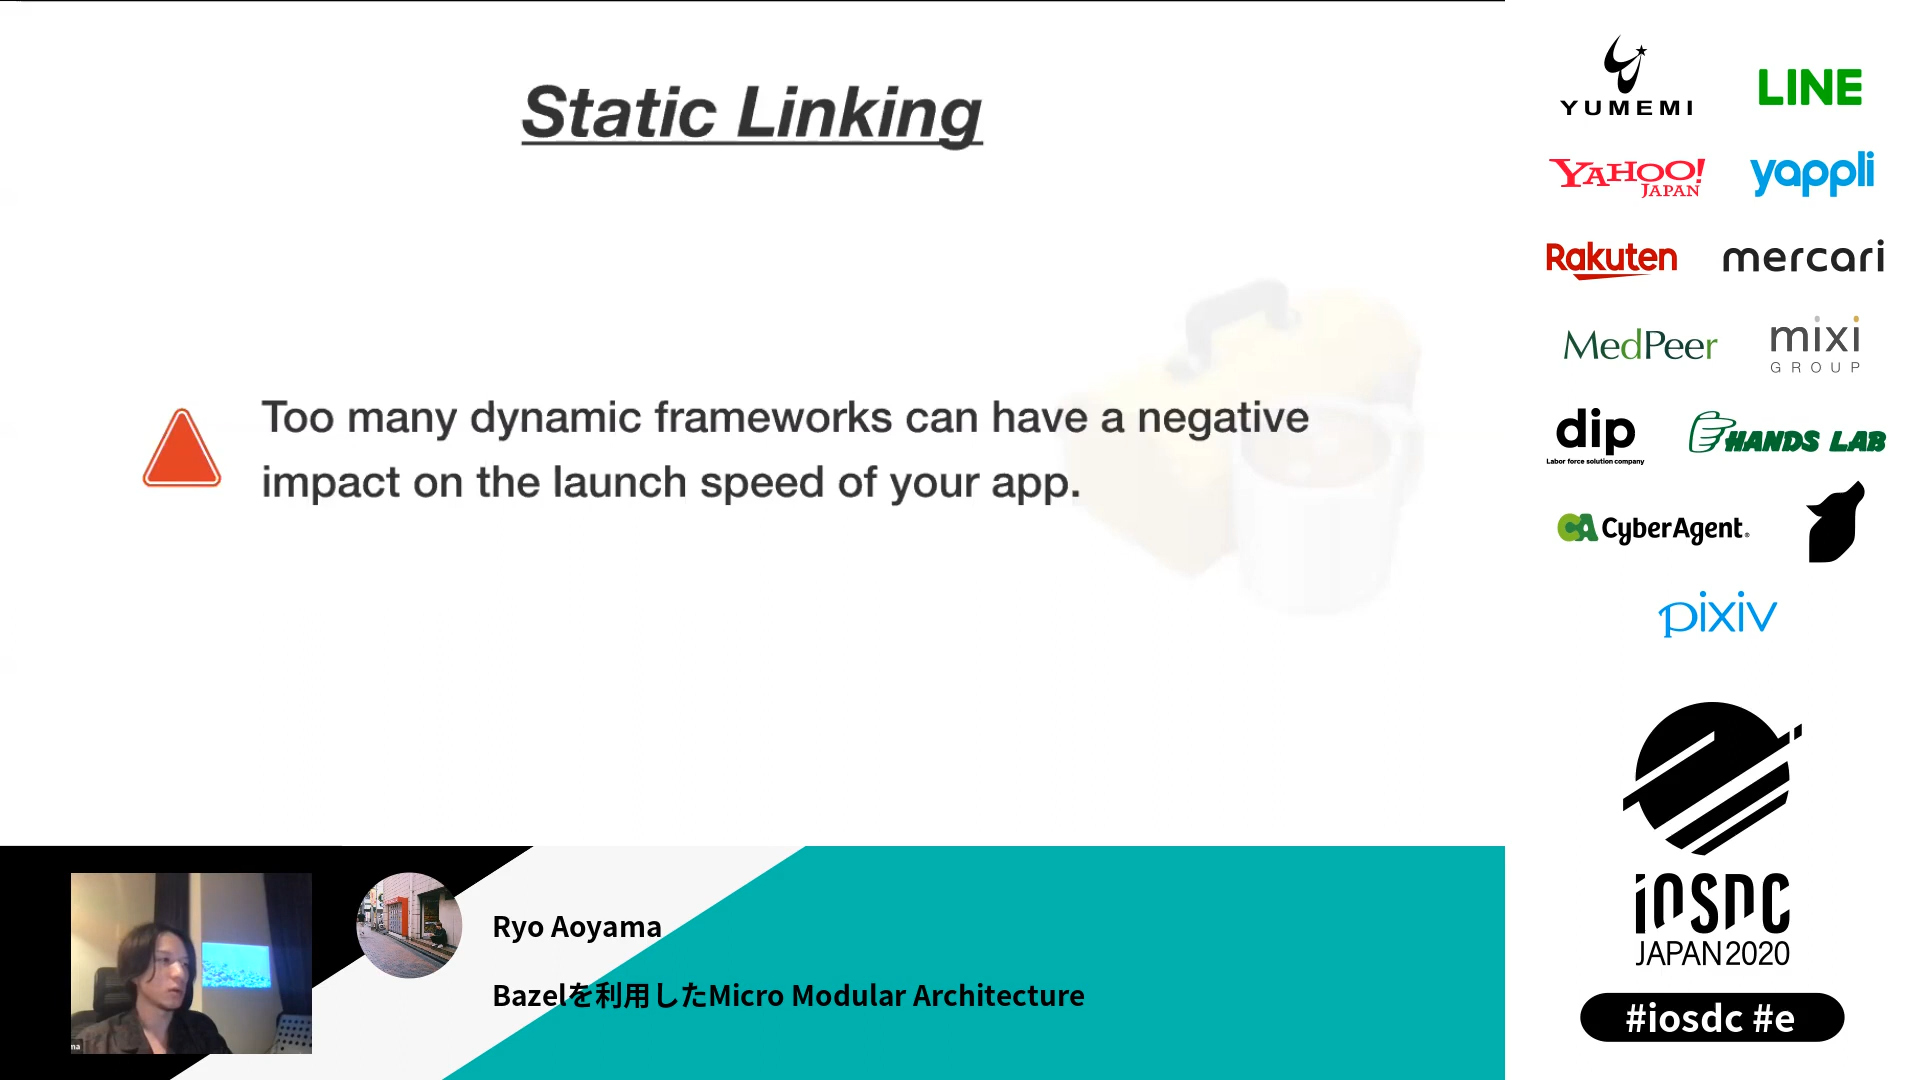 Static Linking
Too many dynamic frameworks can have a negative
impact on the launch speed of your app.
ma
Ryo Aoyama
Bazelを利用したMicro Modular Architecture
YUMEMI
LINE
YAHOO!
JAPAN
yappli
Rakuten
mercari
MedPeer
mixi
GROUP
dip
Labor force solution company
HANDS LAB
CA CyberAgent®
pixiv
iOSDC
JAPAN 2020
#iosdc #e